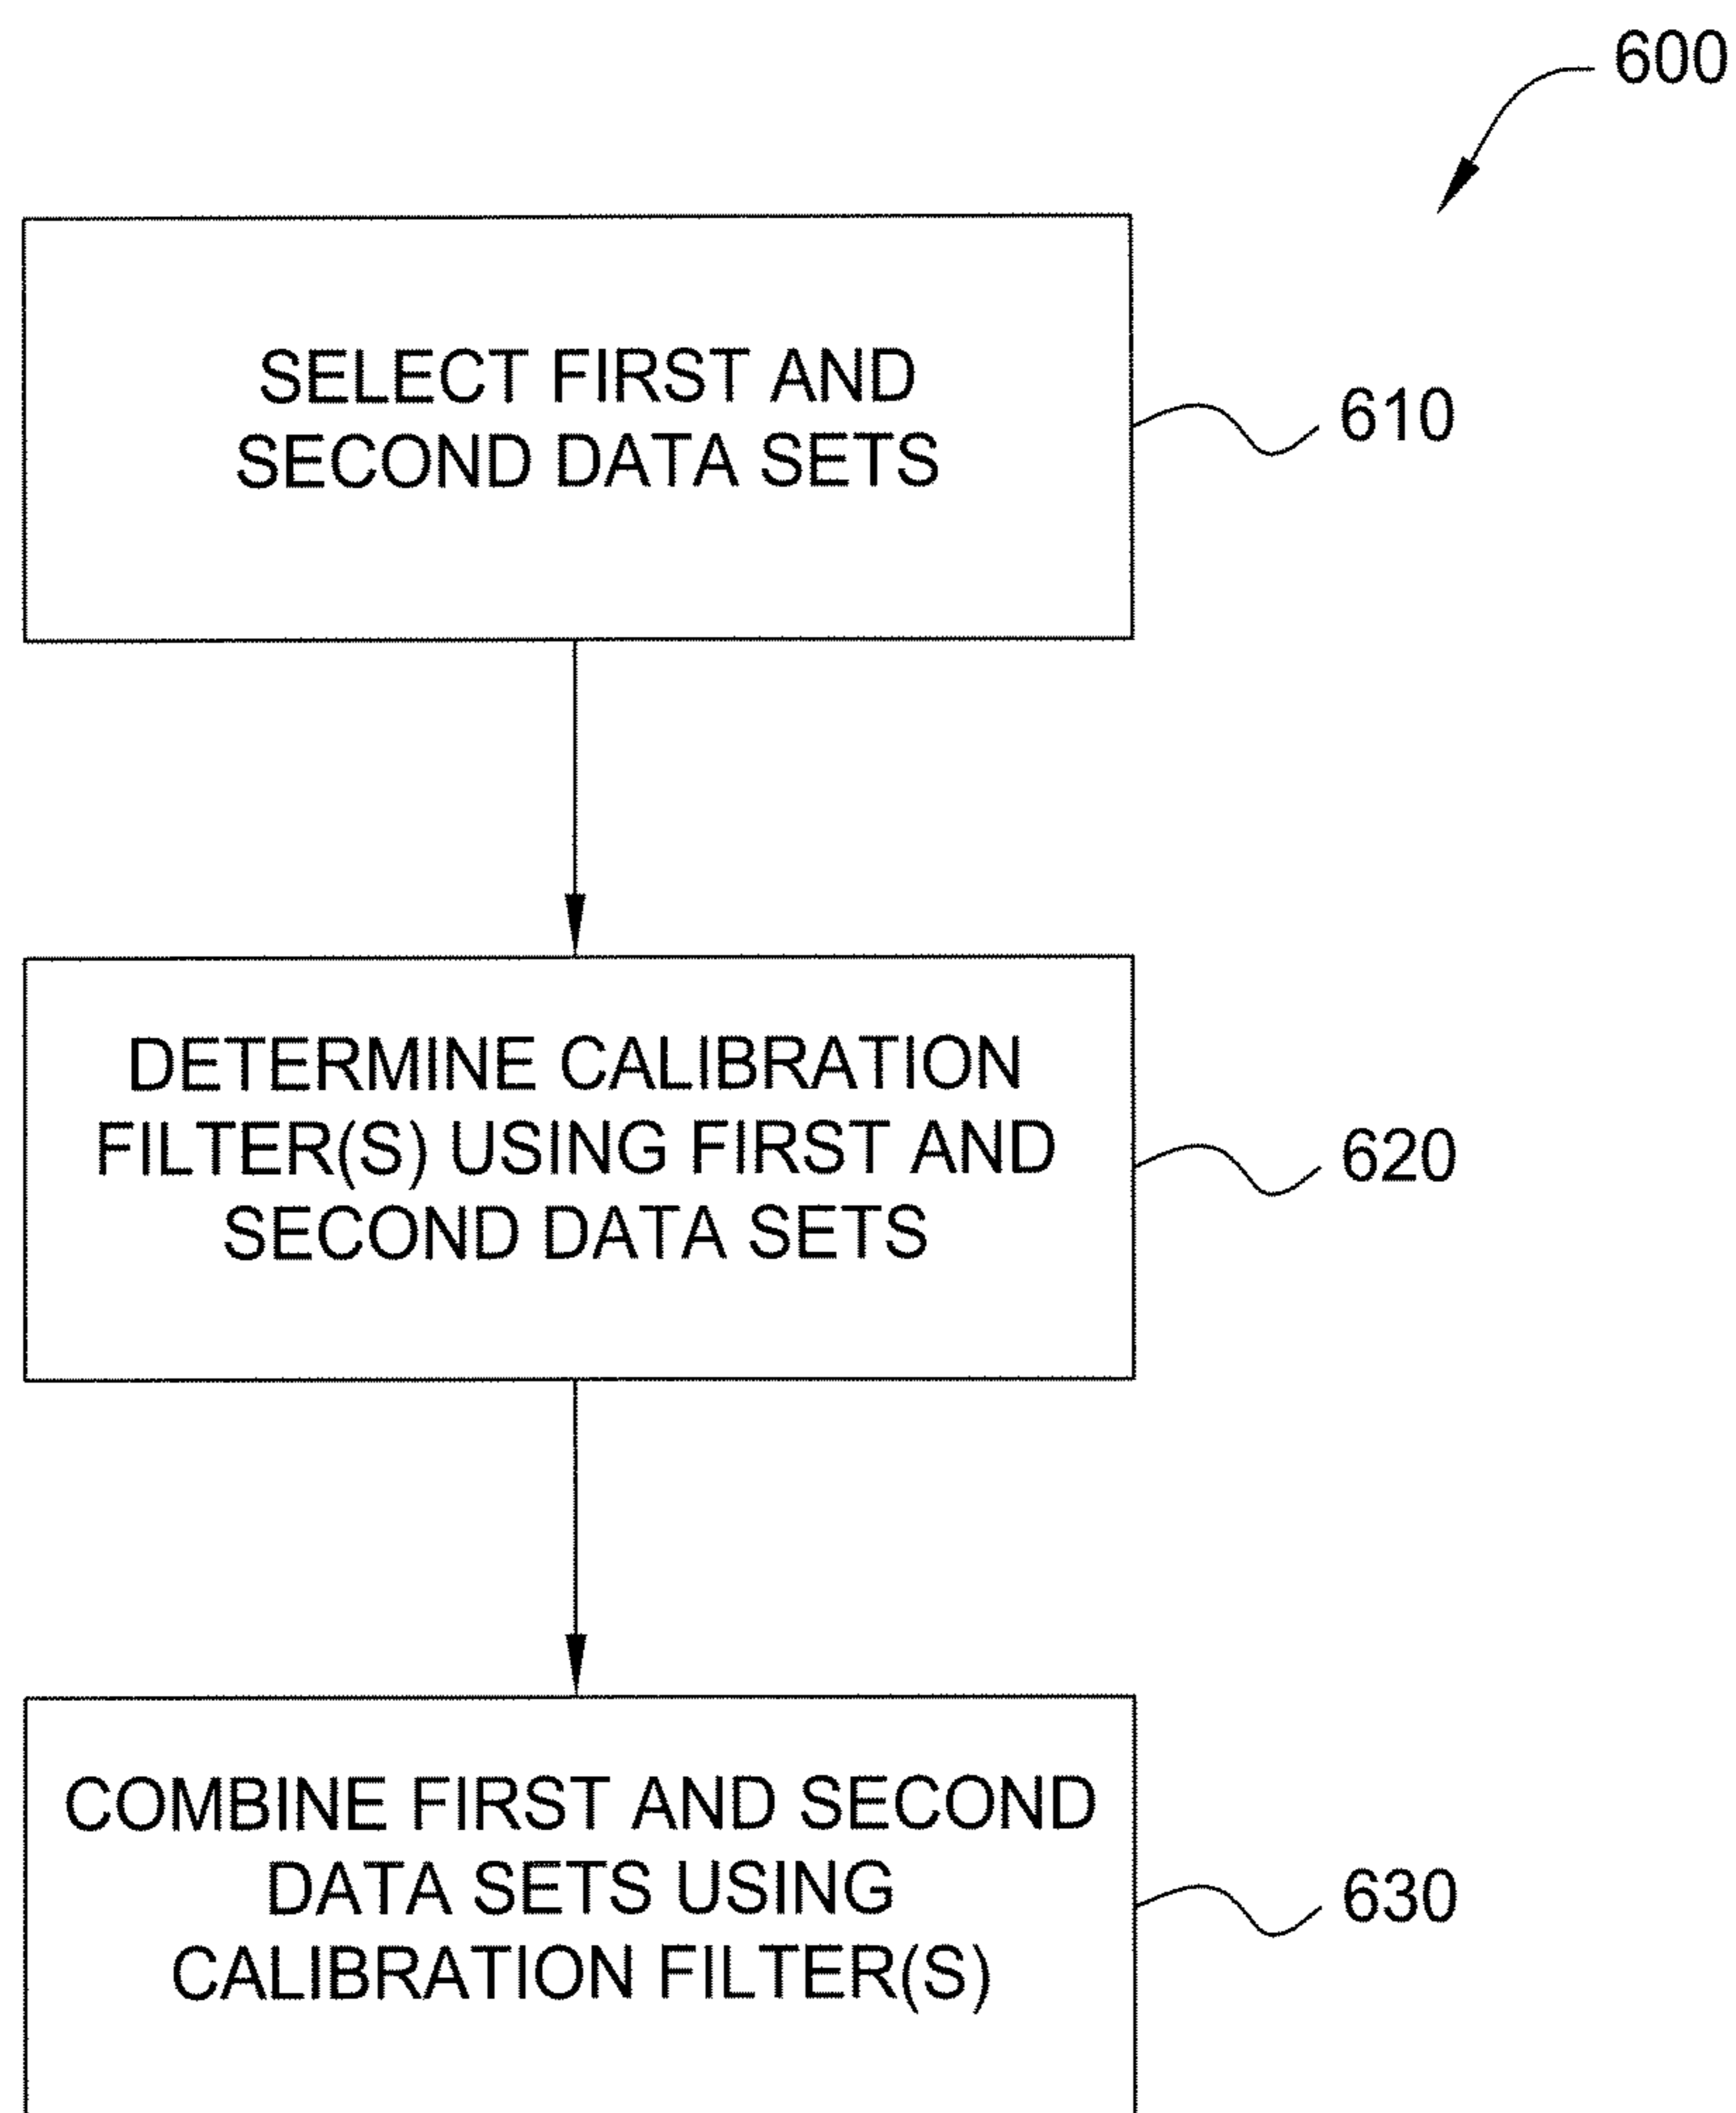 600
SELECT FIRST AND
SECOND DATA SETS
610
DETERMINE CALIBRATION
FILTER(S) USING FIRST AND
SECOND DATA SETS
620
COMBINE FIRST AND SECOND
DATA SETS USING
CALIBRATION FILTER(S)
630